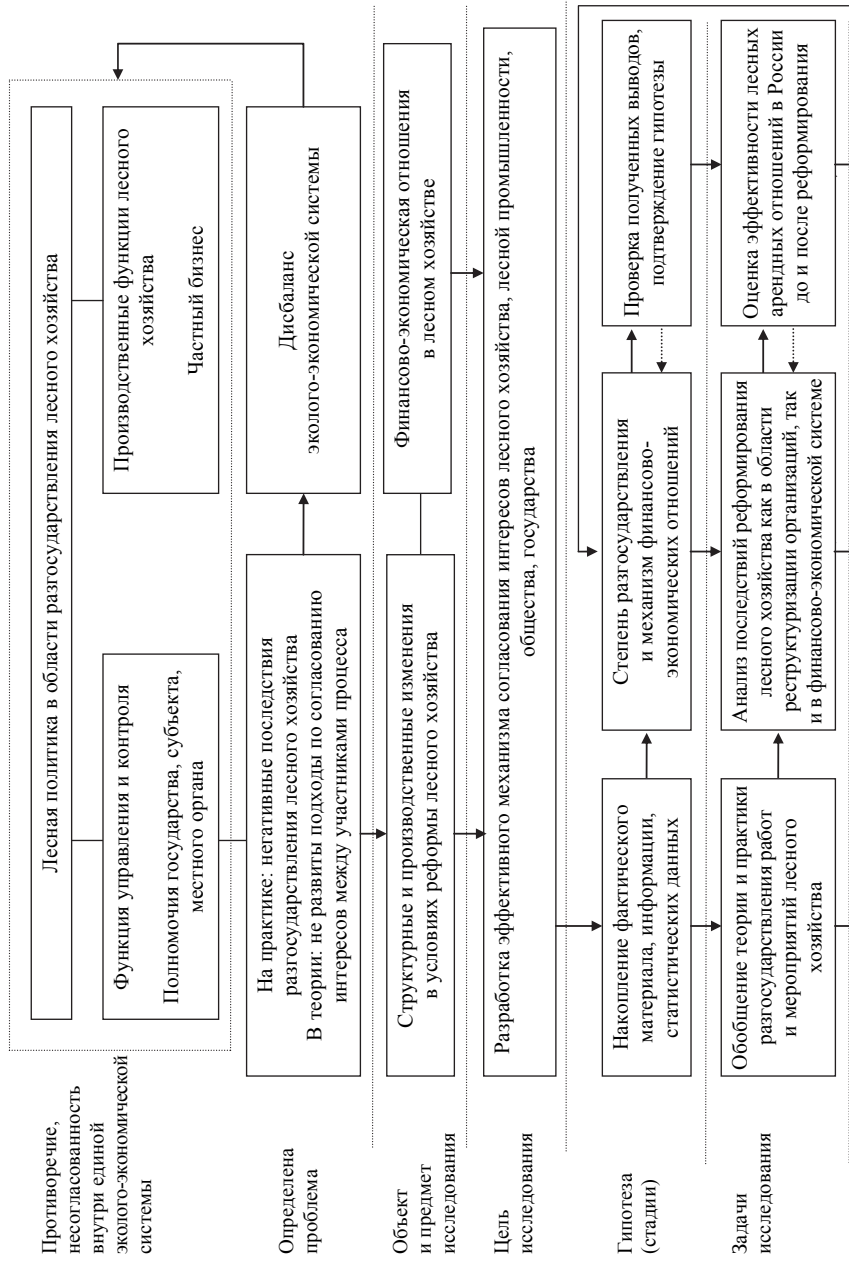 Противоречие,
несогласованность
внутри единой
эколого-экономической
системы
Лесная политика в области разгосударствления лесного хозяйства
Функция управления и контроля
Полномочия государства, субъекта,
местного органа
Производственные функции лесного
хозяйства
Частный бизнес
Определена
проблема
На практике: негативные последствия
разгосударствления лесного хозяйства
В теории: не развиты подходы по согласованию
интересов между участниками процесса
Дисбаланс
эколого-экономической системы
Объект
и предмет
исследования
Структурные и производственные изменения
в условиях реформы лесного хозяйства
Финансово-экономическая отношения
в лесном хозяйстве
Цель
исследования
Разработка эффективного механизма согласования интересов лесного хозяйства, лесной промышленности,
общества, государства
Гипотеза
(стадии)
Накопление фактического
материала, информации,
статистических данных
Степень разгосударствления
и механизм финансово-
экономических отношений
Проверка полученных выводов,
подтверждение гипотезы
Задачи
исследования
Обобщение теории и практики
разгосударствления работ
и мероприятий лесного
хозяйства
Анализ последствий реформирования
лесного хозяйства как в области
реструктуризации организаций, так
и в финансово-экономической системе
Оценка эффективности лесных
арендных отношений в России
до и после реформирования